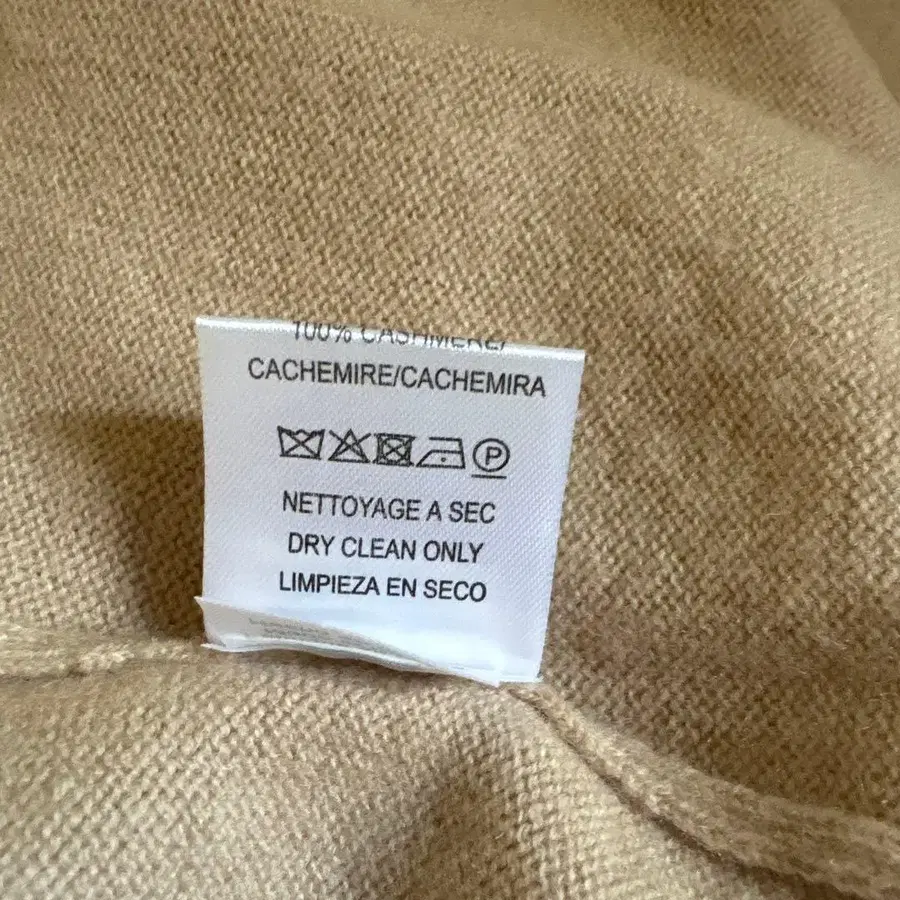 100% CASHMERE/
CACHEMIRE/CACHEMIRA
P
NETTOYAGE A SEC
DRY CLEAN ONLY
LIMPIEZA EN SECO